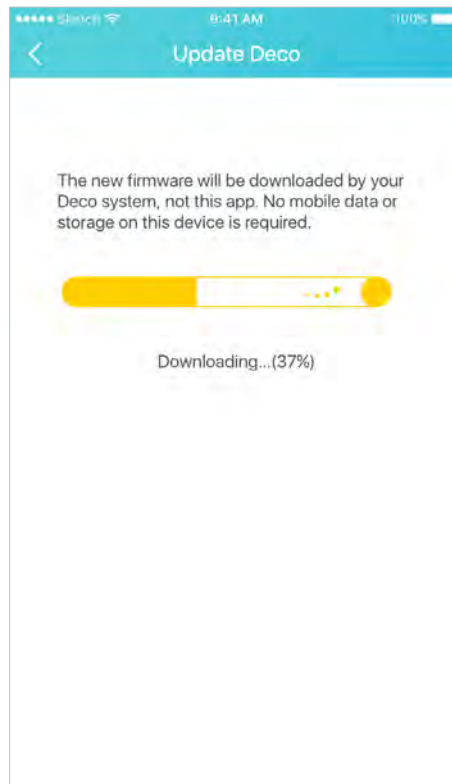 Sketch 9:41 AM 100%
Update Deco
The new firmware will be downloaded by your
Deco system, not this app. No mobile data or
storage on this device is required.
Downloading...(37%)